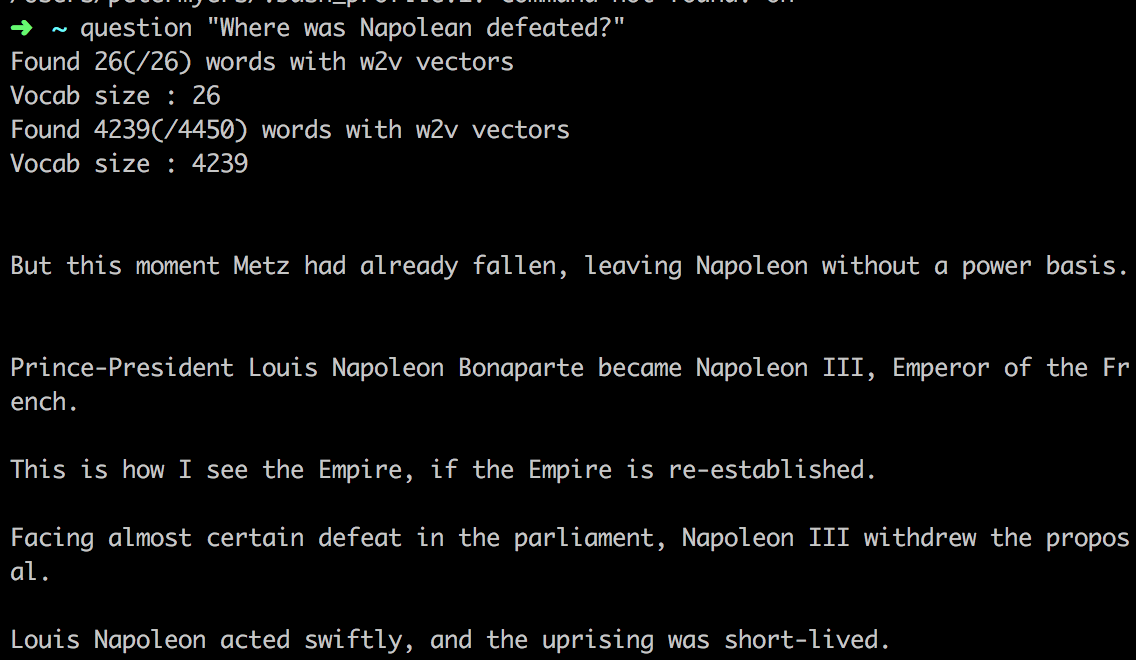 ➜ ~ question "Where was Napolean defeated?"
Found 26(/26) words with w2v vectors
Vocab size : 26
Found 4239(/4450) words with w2v vectors
Vocab size : 4239
But this moment Metz had already fallen, leaving Napoleon without a power basis.
Prince-President Louis Napoleon Bonaparte became Napoleon III, Emperor of the Fr
ench.
This is how I see the Empire, if the Empire is re-established.
Facing almost certain defeat in the parliament, Napoleon III withdrew the propos
al.
Louis Napoleon acted swiftly, and the uprising was short-lived.